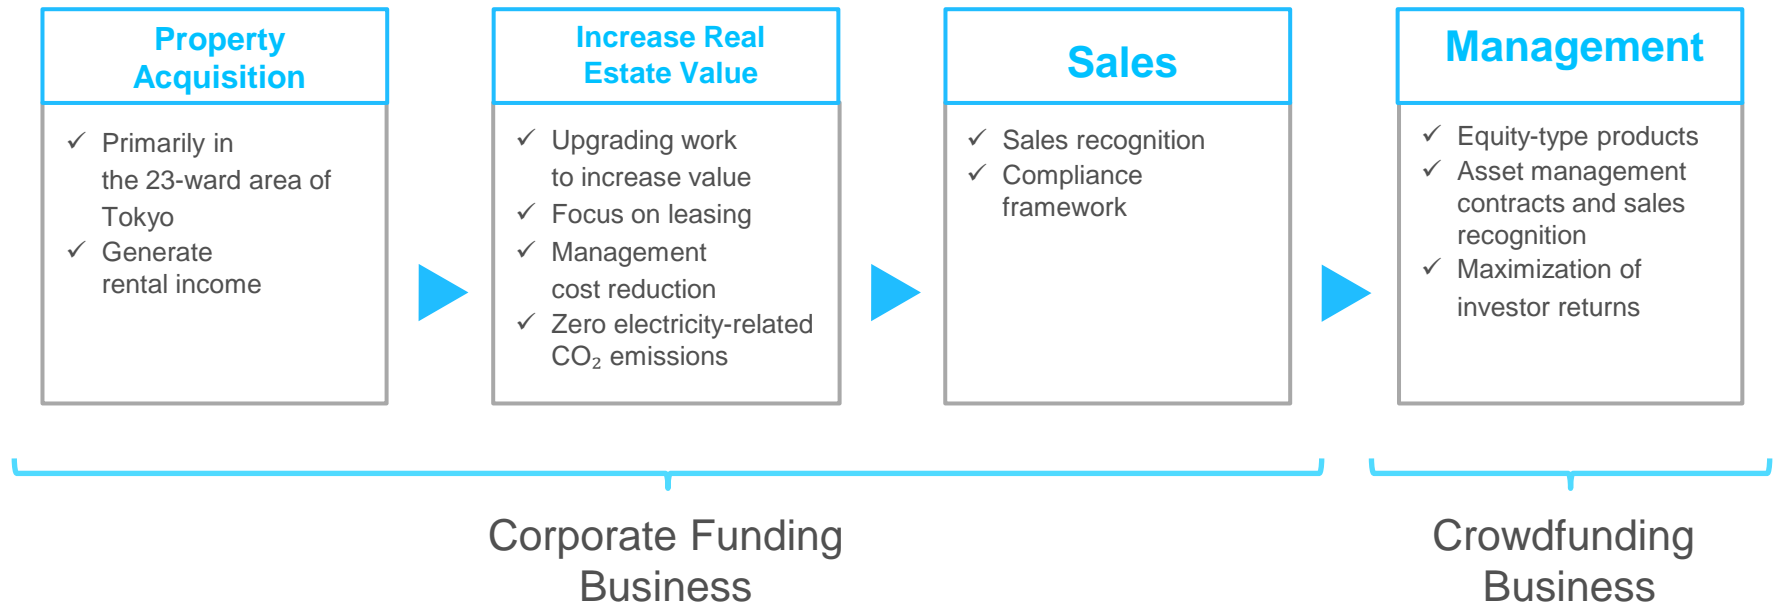 Property
Acquisition
✓ Primarily in
the 23-ward area of
Tokyo
✓ Generate
rental income
Increase Real
Estate Value
✓ Upgrading work
to increase value
✓ Focus on leasing
✓ Management
cost reduction
✓ Zero electricity-related
CO₂ emissions
Sales
✓ Sales recognition
✓ Compliance
framework
Management
✓ Equity-type products
✓ Asset management
contracts and sales
recognition
✓ Maximization of
investor returns
Corporate Funding
Business
Crowdfunding
Business